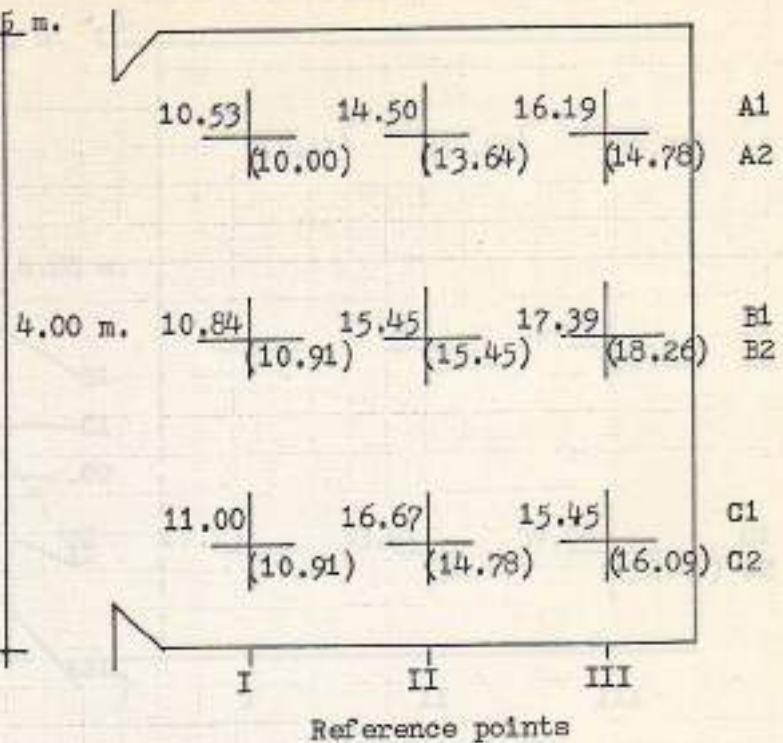 5 m.
10.53 14.50 16.19 A1
(10.00) (13.64) (14.78) A2
4.00 m. 10.84 15.45 17.39 B1
(10.91) (15.45) (18.26) B2
11.00 16.67 15.45 C1
(10.91) (14.78) (16.09) C2
I II III
Reference points